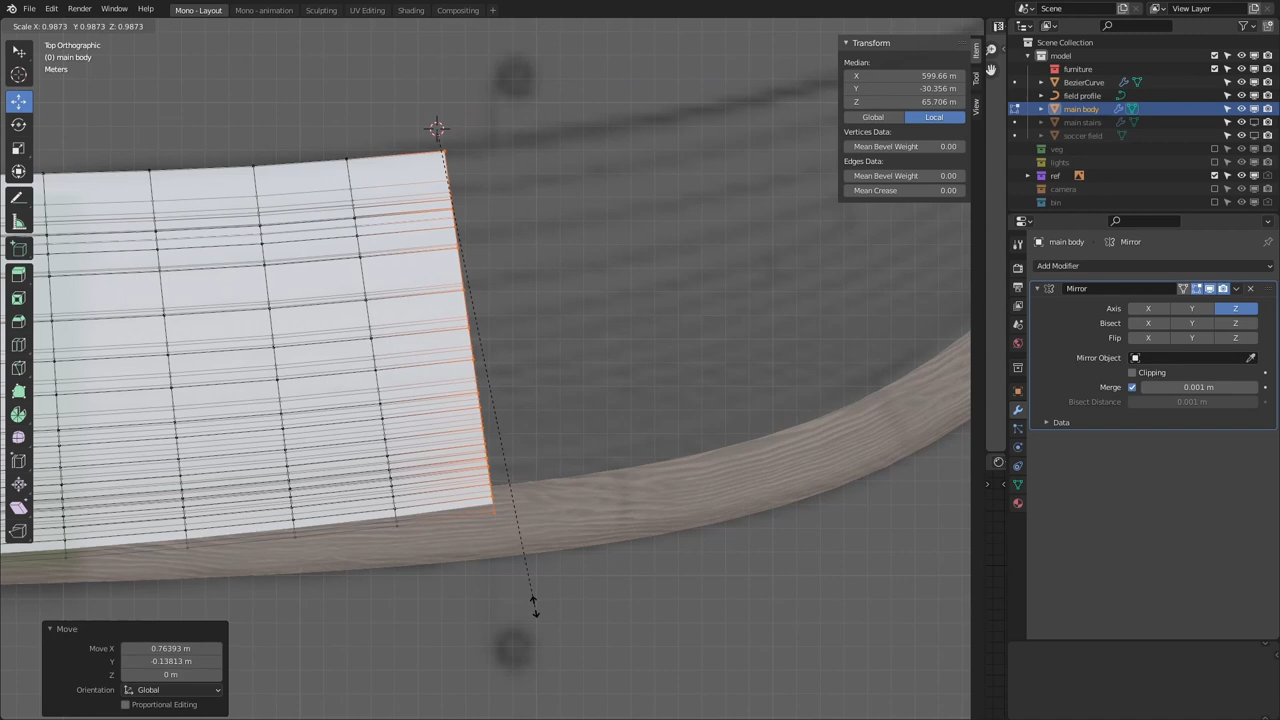 File Edit Render Window Help Mono - Layout Mono - animation Sculpting UV Editing Shading Compositing + Scene View Layer
Scale X: 0.9873 Y: 0.9873 Z: 0.9873
Top Orthographic
(0) main body
Meters
Transform
Median:
X 599.66 m
Y -30.356 m
Z 65.706 m
Global Local
Vertices Data:
Mean Bevel Weight 0.00
Edges Data:
Mean Bevel Weight 0.00
Mean Crease 0.00
Item
Tool
View
Scene Collection
model
furniture
BezierCurve
field profile
main body
main stairs
soccer field
veg
lights
ref
camera
bin
main body Mirror
Add Modifier
Mirror
Axis X Y Z
Bisect X Y Z
Flip X Y Z
Mirror Object
Clipping
Merge 0.001 m
Bisect Distance 0.001 m
Data
Move
Move X 0.76393 m
Y -0.13813 m
Z 0 m
Orientation Global
Proportional Editing